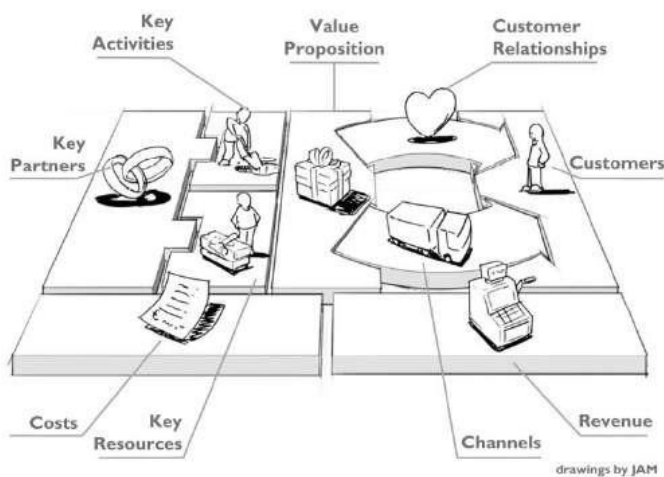 Key
Activities
Value
Proposition
Customer
Relationships
Key
Partners
Customers
Costs
Key
Resources
Channels
Revenue
drawings by JAM